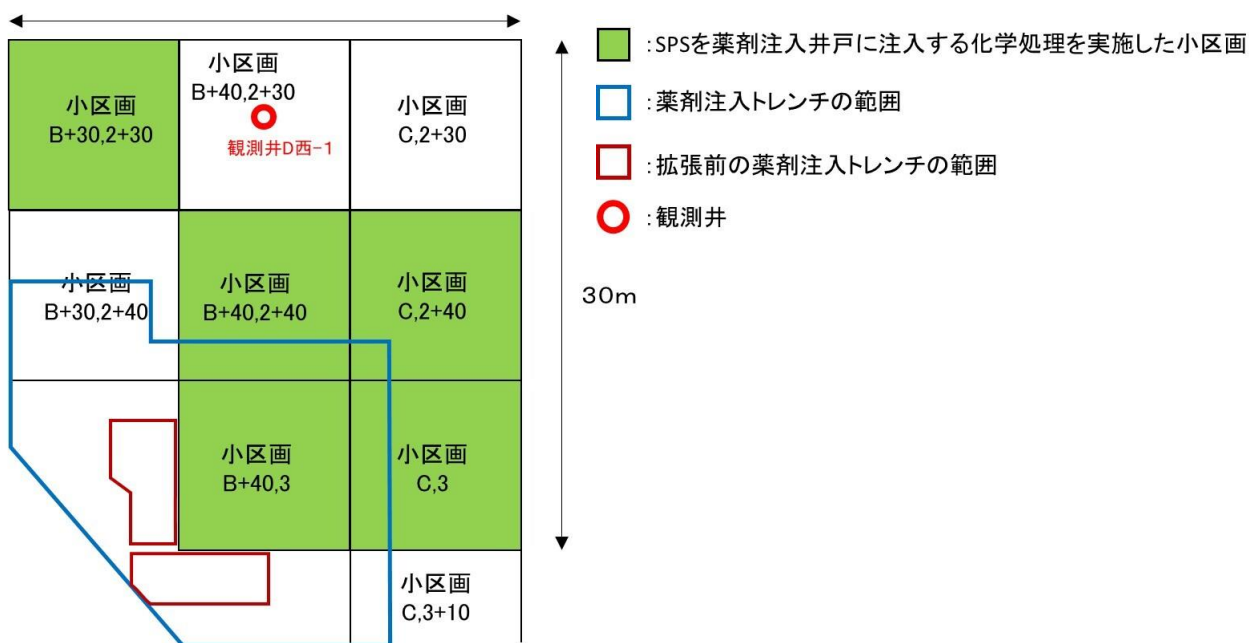 小区画
B+30,2+30
小区画
B+40,2+30
観測井D西-1
小区画
C,2+30
小区画
B+30,2+40
小区画
B+40,2+40
小区画
C,2+40
小区画
B+40,3
小区画
C,3
小区画
C,3+10
30m
:SPSを薬剤注入井戸に注入する化学処理を実施した小区画
:薬剤注入トレンチの範囲
:拡張前の薬剤注入トレンチの範囲
:観測井